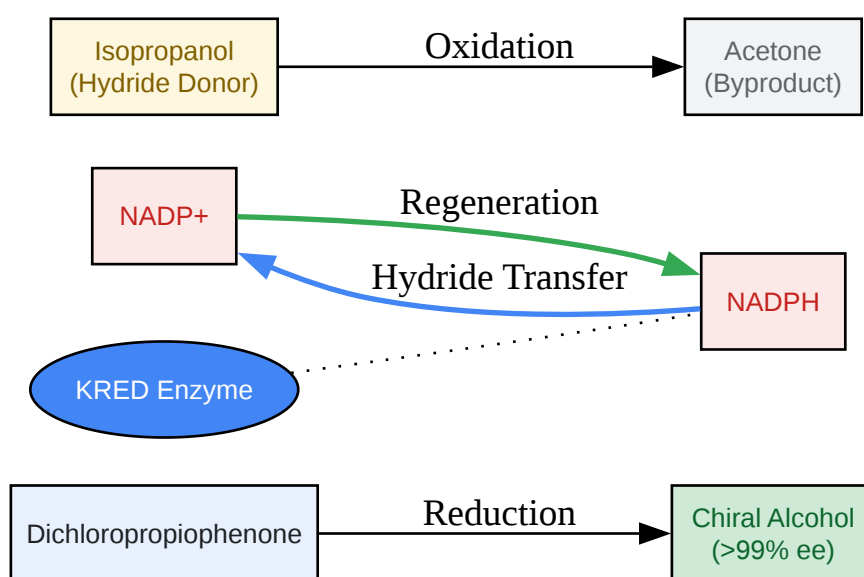 Isopropanol
(Hydride Donor)
Oxidation
Acetone
(Byproduct)
NADP+
Regeneration
Hydride Transfer
NADPH
KRED Enzyme
Dichloropropiophenone
Reduction
Chiral Alcohol
(>99% ee)